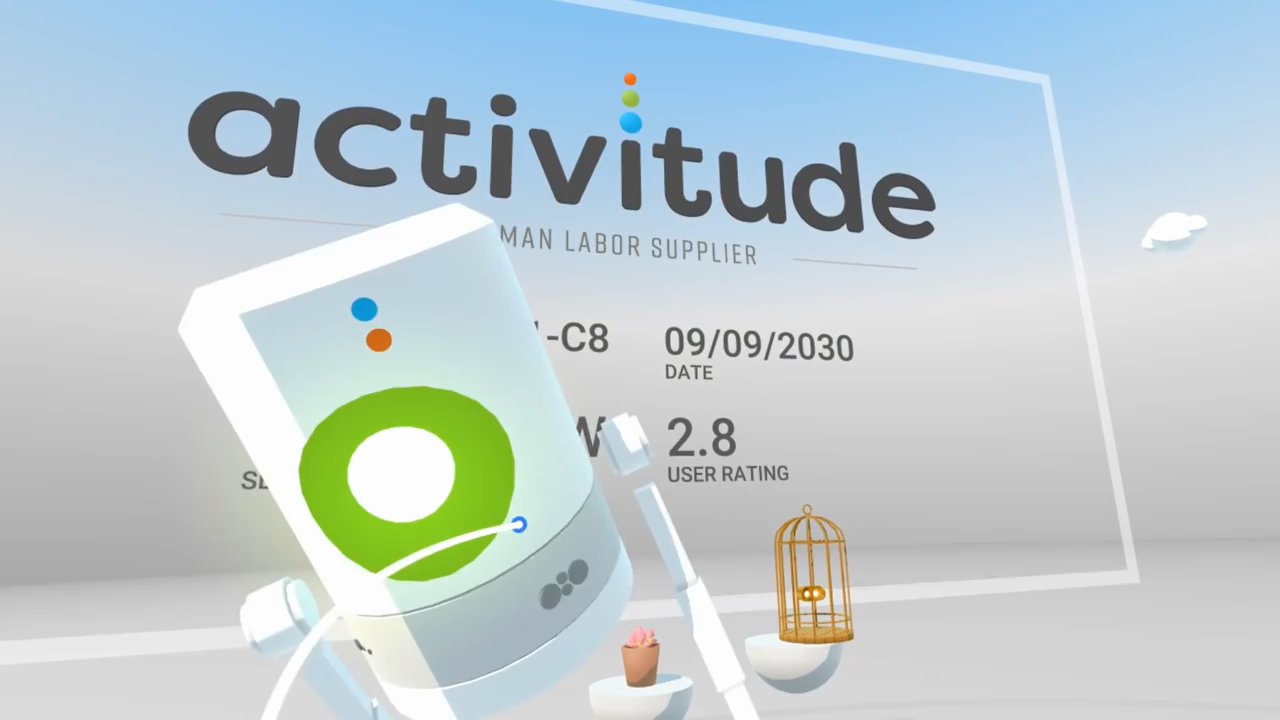 activitude
MAN LABOR SUPPLIER
-C8 09/09/2030
DATE
2.8
USER RATING